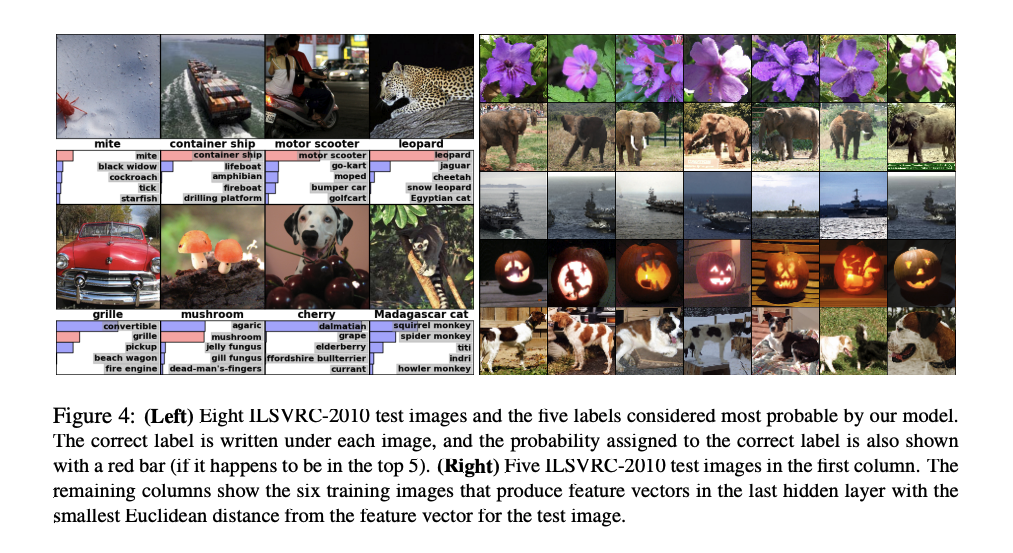 mite
container ship
motor scooter
leopard
mite
black widow
cockroach
tick
starfish
container ship
lifeboat
amphibian
fireboat
drilling platform
motor scooter
go-kart
moped
bumper car
golfcart
leopard
jaguar
cheetah
snow leopard
Egyptian cat
grille
mushroom
cherry
Madagascar cat
convertible
grille
pickup
beach wagon
fire engine
agaric
mushroom
jelly fungus
gill fungus
dead-man's-fingers
dalmatian
grape
elderberry
ffordshire bullterrier
currant
squirrel monkey
spider monkey
titi
indri
howler monkey
Figure 4: (Left) Eight ILSVRC-2010 test images and the five labels considered most probable by our model.
The correct label is written under each image, and the probability assigned to the correct label is also shown
with a red bar (if it happens to be in the top 5). (Right) Five ILSVRC-2010 test images in the first column. The
remaining columns show the six training images that produce feature vectors in the last hidden layer with the
smallest Euclidean distance from the feature vector for the test image.